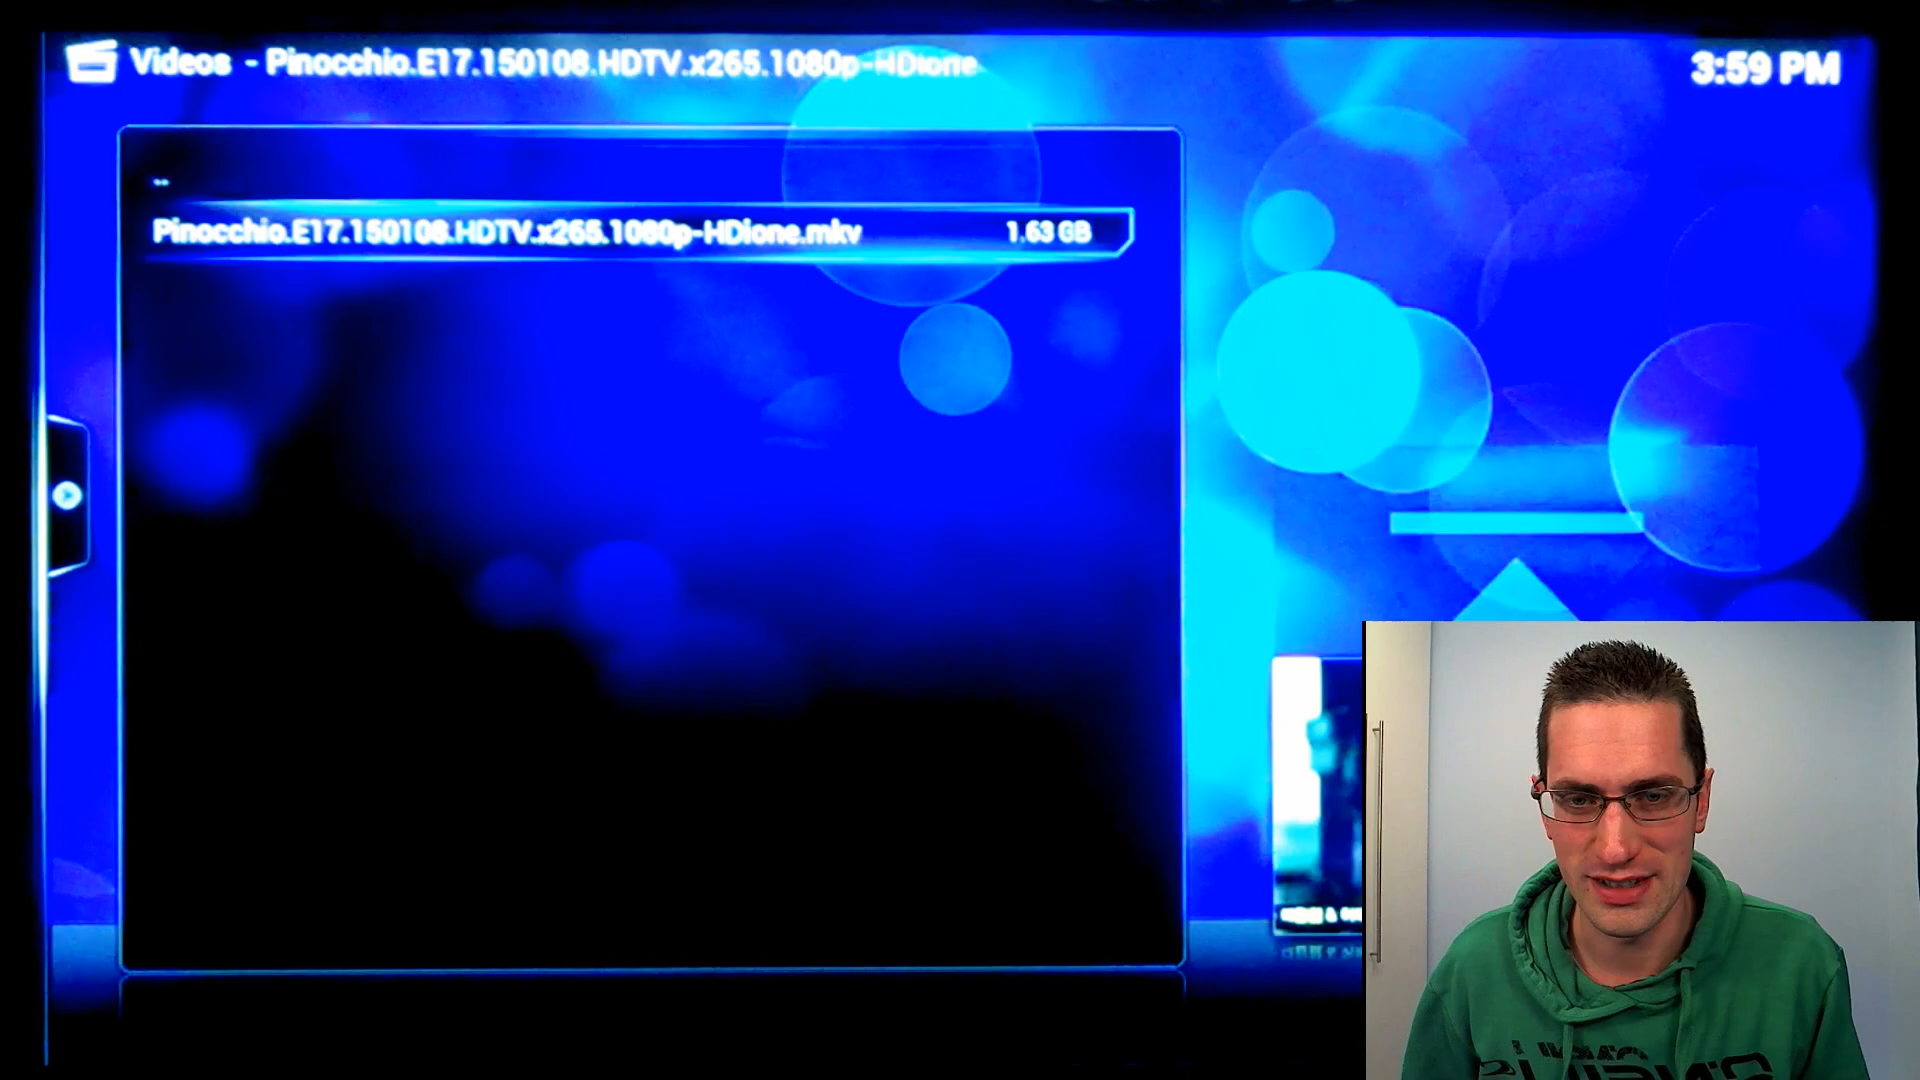 Videos - Pinocchio.E17.150108.HDTV.x265.1080p-HDione
3:59 PM
..
Pinocchio.E17.150108.HDTV.x265.1080p-HDione.mkv 1.63 GB